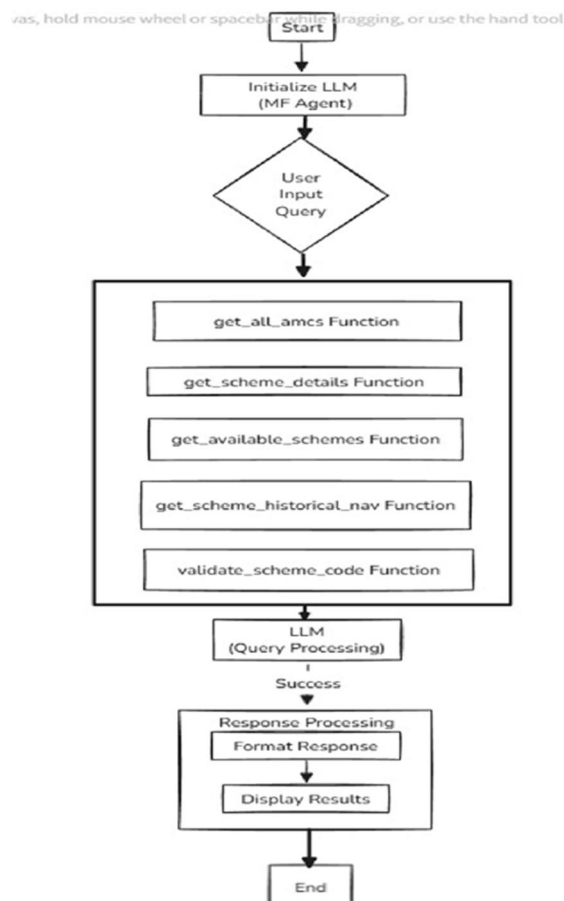 vas, hold mouse wheel or spacebar while dragging, or use the hand tool
Start
Initialize LLM
(MF Agent)
User
Input
Query
get_all_amcs Function
get_scheme_details Function
get_available_schemes Function
get_scheme_historical_nav Function
validate_scheme_code Function
LLM
(Query Processing)
Success
Response Processing
Format Response
Display Results
End